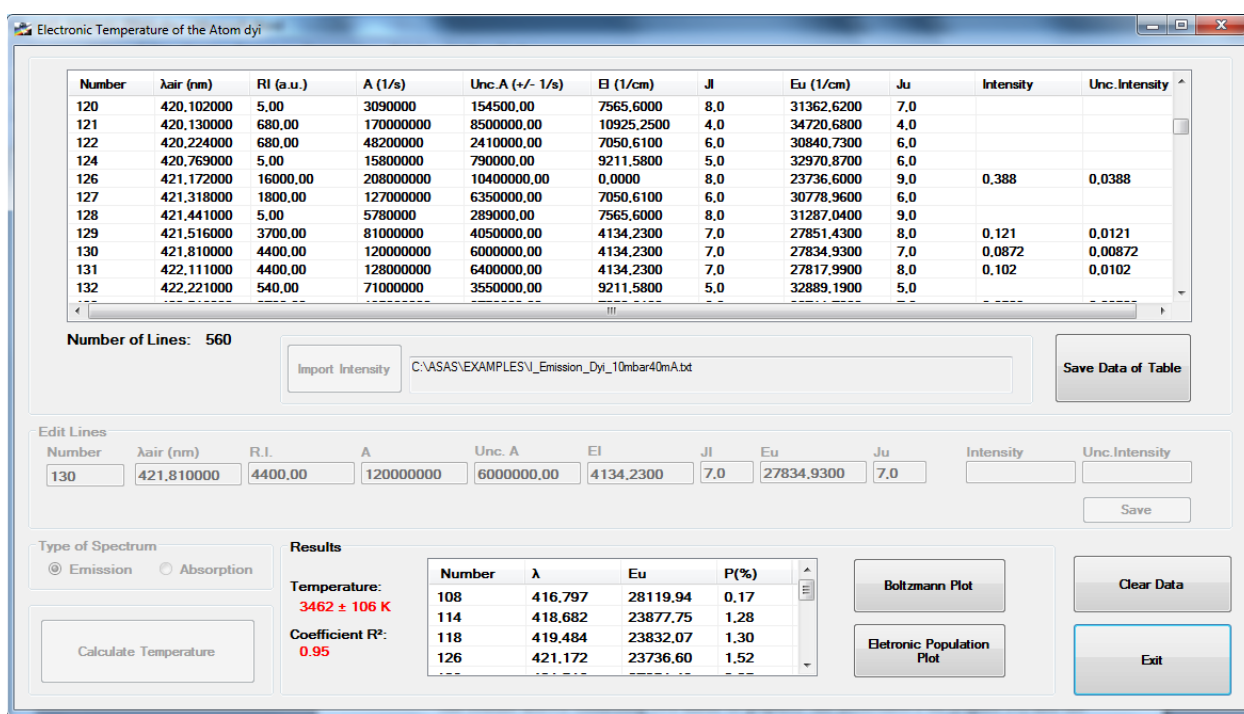 Electronic Temperature of the Atom dyi
Number λair (nm) RI (a.u.) A (1/s) Unc.A (+/- 1/s) El (1/cm) Jl Eu (1/cm) Ju Intensity Unc.Intensity
120 420,102000 5,00 3090000 154500,00 7565,6000 8,0 31362,6200 7,0
121 420,130000 680,00 170000000 8500000,00 10925,2500 4,0 34720,6800 4,0
122 420,224000 680,00 48200000 2410000,00 7050,6100 6,0 30840,7300 6,0
124 420,769000 5,00 15800000 790000,00 9211,5800 5,0 32970,8700 6,0
126 421,172000 16000,00 208000000 10400000,00 0,0000 8,0 23736,6000 9,0 0,388 0,0388
127 421,318000 1800,00 127000000 6350000,00 7050,6100 6,0 30778,9600 6,0
128 421,441000 5,00 5780000 289000,00 7565,6000 8,0 31287,0400 9,0
129 421,516000 3700,00 81000000 4050000,00 4134,2300 7,0 27851,4300 8,0 0,121 0,0121
130 421,810000 4400,00 120000000 6000000,00 4134,2300 7,0 27834,9300 7,0 0,0872 0,00872
131 422,111000 4400,00 128000000 6400000,00 4134,2300 7,0 27817,9900 8,0 0,102 0,0102
132 422,221000 540,00 71000000 3550000,00 9211,5800 5,0 32889,1900 5,0
Number of Lines: 560
Import Intensity C:\ASAS\EXAMPLES\I_Emission_Dyi_10mbar40mA.txt
Save Data of Table
Edit Lines
Number λair (nm) R.I. A Unc. A El Jl Eu Ju Intensity Unc.Intensity
130 421,810000 4400,00 120000000 6000000,00 4134,2300 7,0 27834,9300 7,0
Save
Type of Spectrum
Emission Absorption
Calculate Temperature
Results
Temperature:
3462 ± 106 K
Coefficient R²:
0.95
Number λ Eu P(%)
108 416,797 28119,94 0,17
114 418,682 23877,75 1,28
118 419,484 23832,07 1,30
126 421,172 23736,60 1,52
Boltzmann Plot
Eletronic Population
Plot
Clear Data
Exit